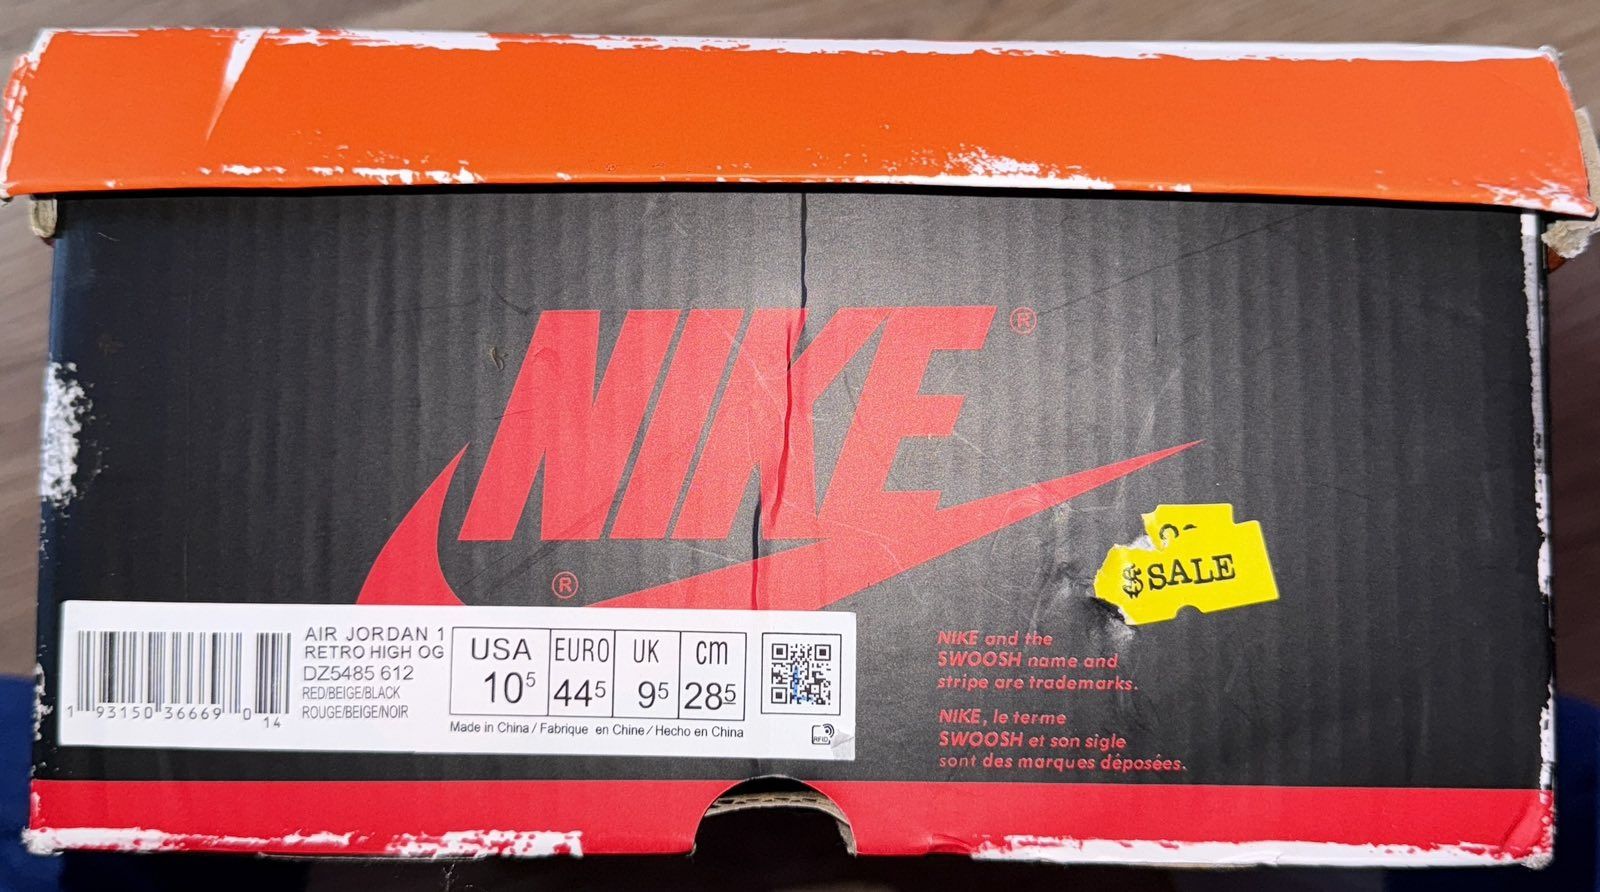 NIKE®
®
$SALE
AIR JORDAN 1
RETRO HIGH OG
DZ5485 612
RED/BEIGE/BLACK
ROUGE/BEIGE/NOIR
1 93150 36669 0 14
USA EURO UK cm
10⁵ 44⁵ 9⁵ 28⁵
Made in China / Fabrique en Chine / Hecho en China
RFID
NIKE and the
SWOOSH name and
stripe are trademarks.
NIKE, le terme
SWOOSH et son sigle
sont des marques déposées.